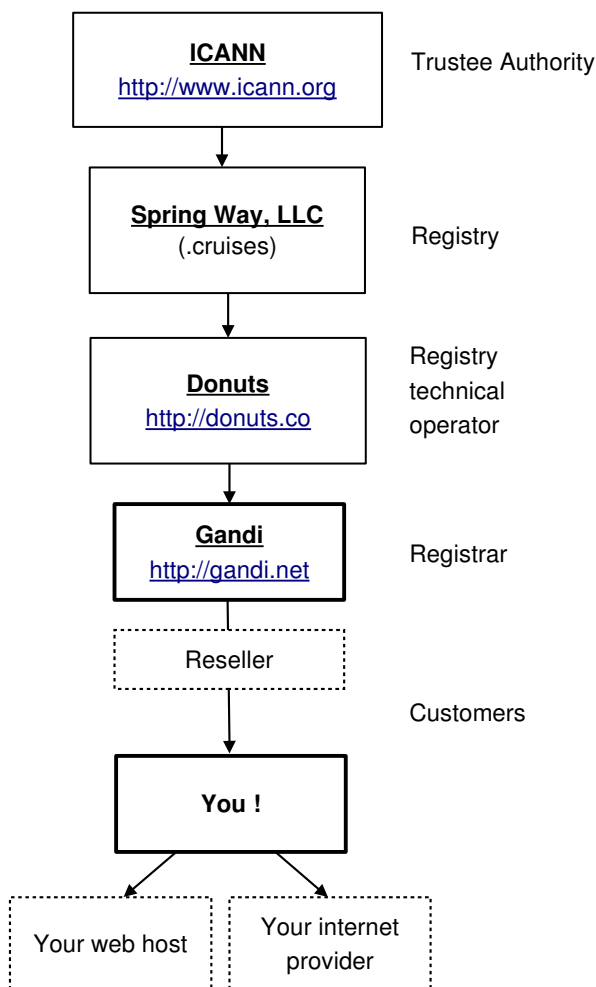 ICANN
http://www.icann.org
Trustee Authority
Spring Way, LLC
(.cruises)
Registry
Donuts
http://donuts.co
Registry
technical
operator
Gandi
http://gandi.net
Registrar
Reseller
Customers
You !
Your web host
Your internet
provider